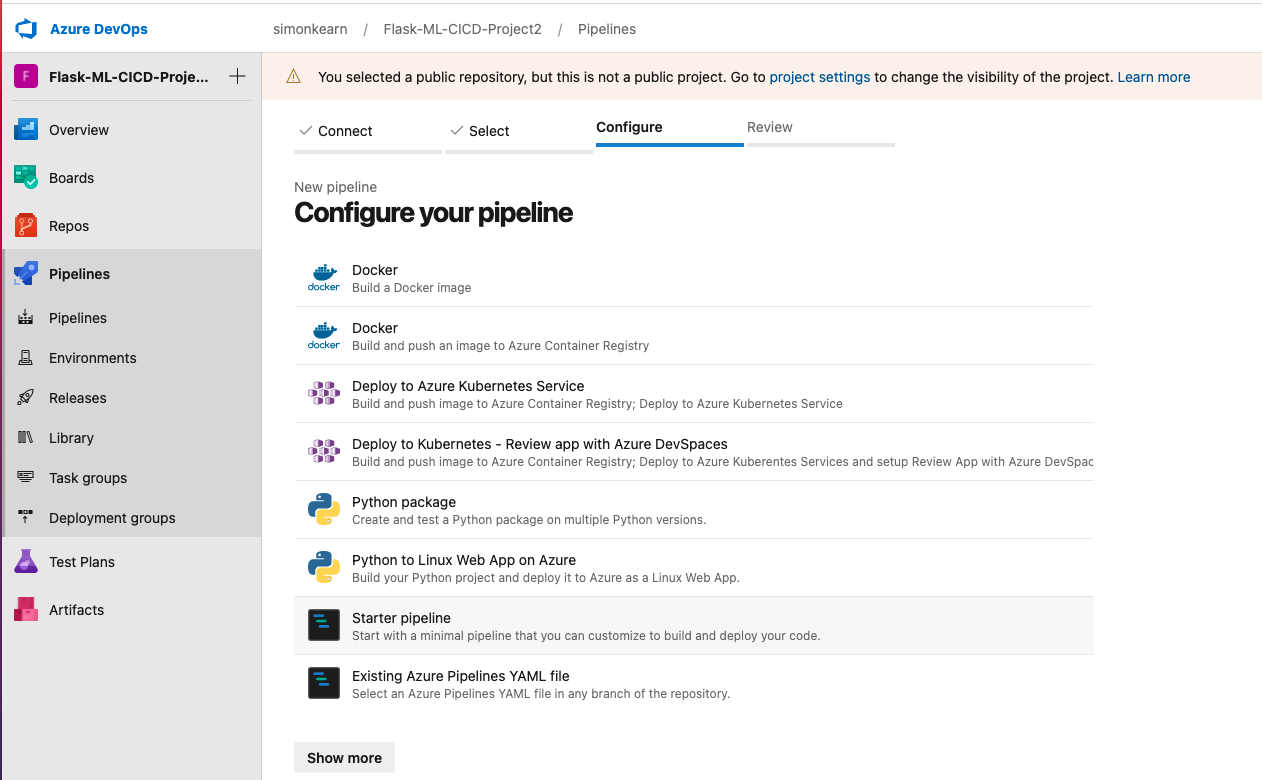 Azure DevOps
simonkearn / Flask-ML-CICD-Project2 / Pipelines
F Flask-ML-CICD-Proje... +
Overview
Boards
Repos
Pipelines
Pipelines
Environments
Releases
Library
Task groups
Deployment groups
Test Plans
Artifacts
You selected a public repository, but this is not a public project. Go to project settings to change the visibility of the project. Learn more
Connect Select Configure Review
New pipeline
Configure your pipeline
docker
Docker
Build a Docker image
docker
Docker
Build and push an image to Azure Container Registry
Deploy to Azure Kubernetes Service
Build and push image to Azure Container Registry; Deploy to Azure Kubernetes Service
Deploy to Kubernetes - Review app with Azure DevSpaces
Build and push image to Azure Container Registry; Deploy to Azure Kuberentes Services and setup Review App with Azure DevSpac
Python package
Create and test a Python package on multiple Python versions.
Python to Linux Web App on Azure
Build your Python project and deploy it to Azure as a Linux Web App.
Starter pipeline
Start with a minimal pipeline that you can customize to build and deploy your code.
Existing Azure Pipelines YAML file
Select an Azure Pipelines YAML file in any branch of the repository.
Show more